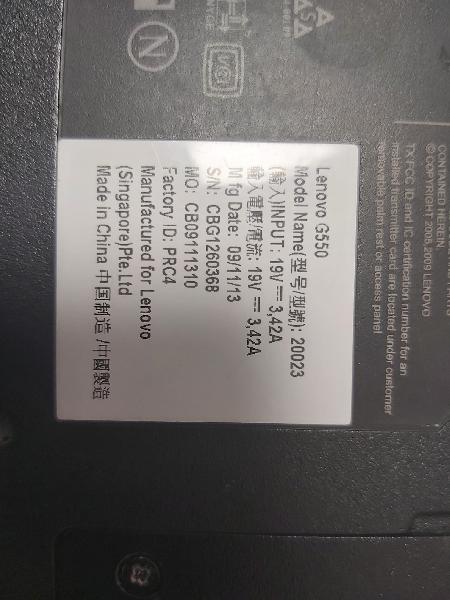 CONTAINED HEREIN.
© COPYRIGHT 2008,2009 LENOVO
TX FCC ID and IC certification number for an
installed transmitter card are located under customer
removable palm rest or access panel
Lenovo G550
Model Name(型号/型號): 20023
(输入)INPUT: 19V ⎓ 3,42A
輸入電壓/電流: 19V ⎓ 3,42A
Mfg Date: 09/11/13
S/N: CBG1260368
MO: CB09111310
Factory ID: PRC4
Manufactured for Lenovo
(Singapore)Pte.Ltd
Made in China 中国制造 /中國製造
N